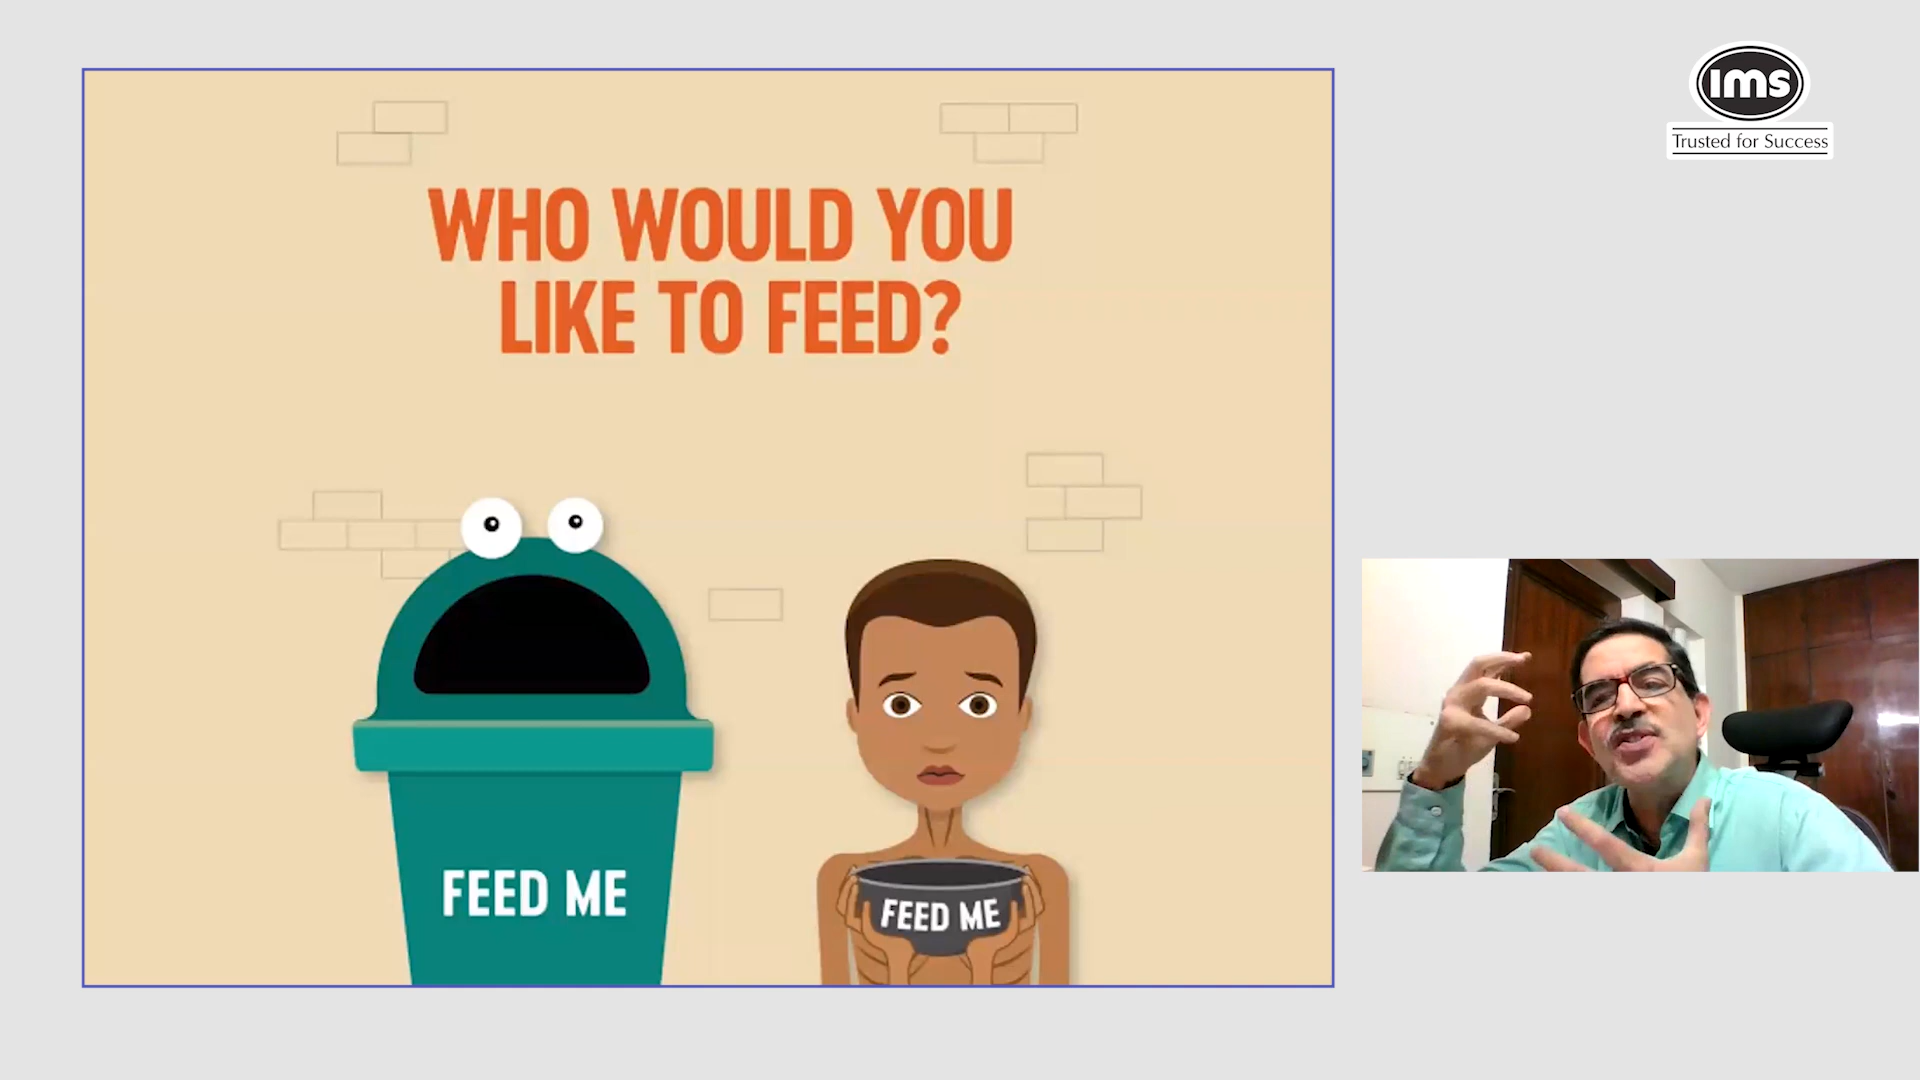 WHO WOULD YOU
LIKE TO FEED?
FEED ME
FEED ME
ims
Trusted for Success